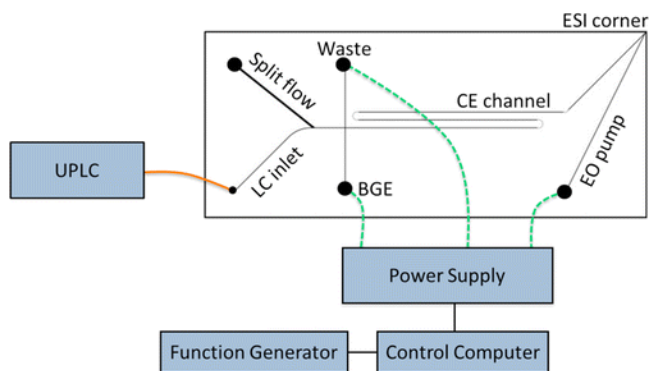 ESI corner
Waste
Split flow
CE channel
UPLC
LC inlet
BGE
EO pump
Power Supply
Function Generator
Control Computer